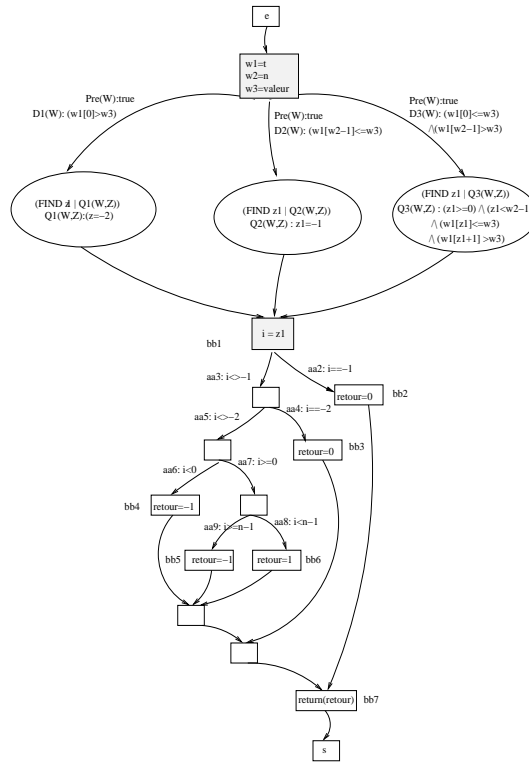 e
w1=t
w2=n
w3=valeur
Pre(W):true
D1(W): (w1[0]>w3)
Pre(W):true
D2(W): (w1[w2−1]<=w3)
Pre(W):true
D3(W): (w1[0]<=w3)
/\(w1[w2−1]>w3)
(FIND z1 | Q1(W,Z))
Q1(W,Z):(z=−2)
(FIND z1 | Q2(W,Z))
Q2(W,Z) : z1=−1
(FIND z1 | Q3(W,Z))
Q3(W,Z) : (z1>=0) /\ (z1<w2−1
/\ (w1[z1]<=w3)
/\ (w1[z1+1] >w3)
bb1
i = z1
aa3: i<>−1
aa2: i==−1
retour=0
bb2
aa5: i<>−2
aa4: i==−2
retour=0
bb3
aa6: i<0
aa7: i>=0
bb4
retour=−1
aa9: i>=n−1
aa8: i<n−1
bb5
retour=−1
retour=1
bb6
return(retour)
bb7
s